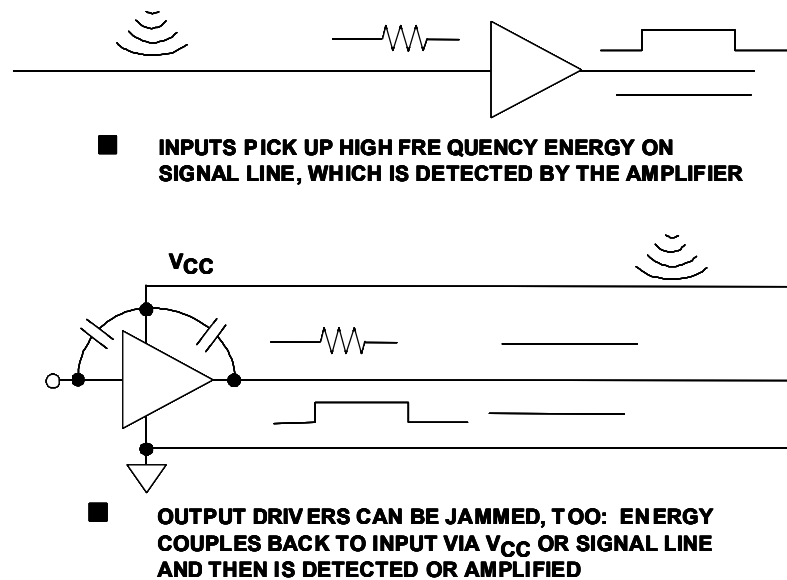 INPUTS PICK UP HIGH FRE QUENCY ENERGY ON
SIGNAL LINE, WHICH IS DETECTED BY THE AMPLIFIER
VCC
OUTPUT DRIVERS CAN BE JAMMED, TOO: ENERGY
COUPLES BACK TO INPUT VIA VCC OR SIGNAL LINE
AND THEN IS DETECTED OR AMPLIFIED